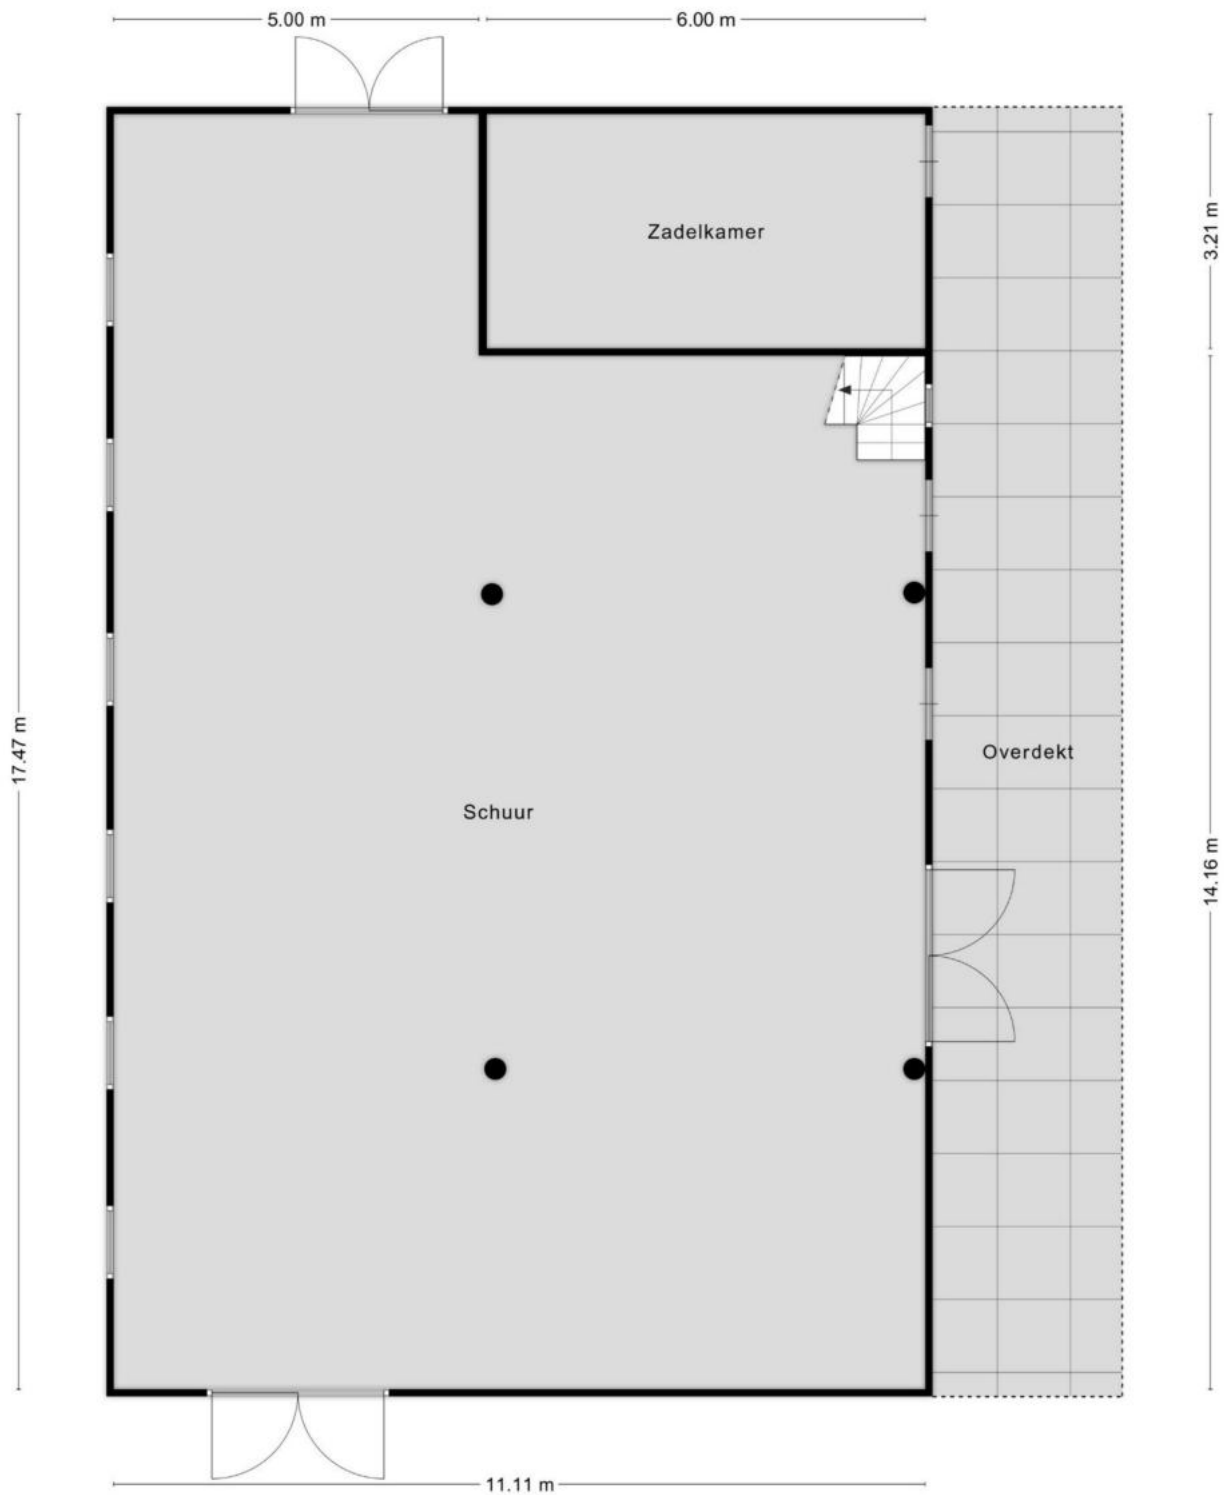 5.00 m
6.00 m
3.21 m
Zadelkamer
17.47 m
Overdekt
Schuur
14.16 m
11.11 m